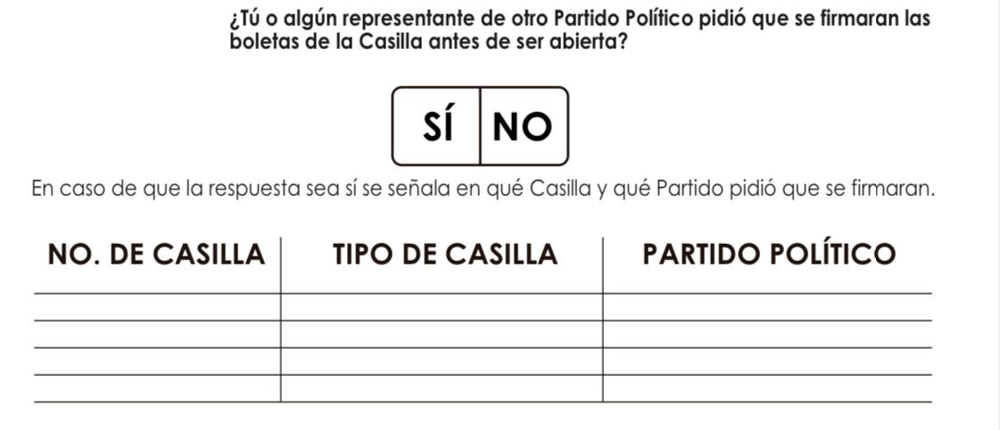 ¿Tú o algún representante de otro Partido Político pidió que se firmaran las
boletas de la Casilla antes de ser abierta?
SÍ NO
En caso de que la respuesta sea sí se señala en qué Casilla y qué Partido pidió que se firmaran.
NO. DE CASILLA TIPO DE CASILLA PARTIDO POLÍTICO